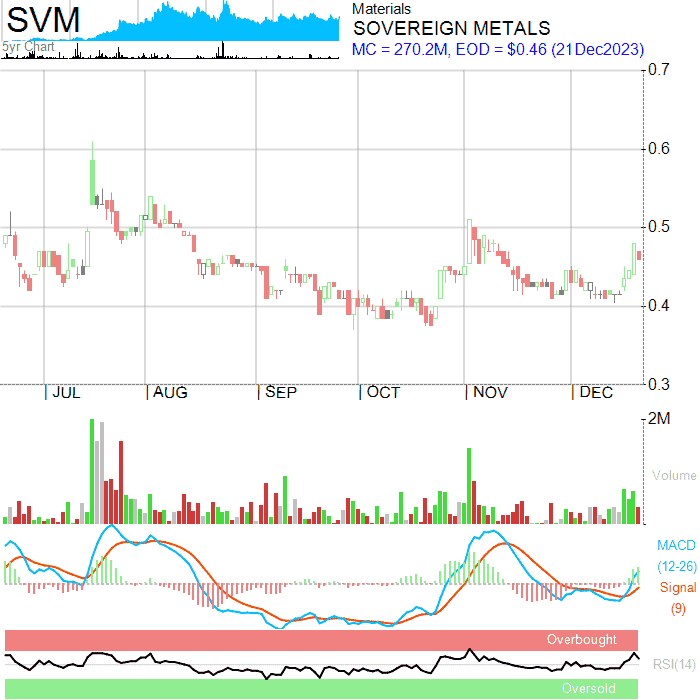 SVM
5yr Chart
Materials
SOVEREIGN METALS
MC = 270.2M, EOD = $0.46 (21Dec2023)
0.7
0.6
0.5
0.4
0.3
JUL AUG SEP OCT NOV DEC
2M
Volume
MACD
(12-26)
Signal
(9)
Overbought
RSI(14)
Oversold